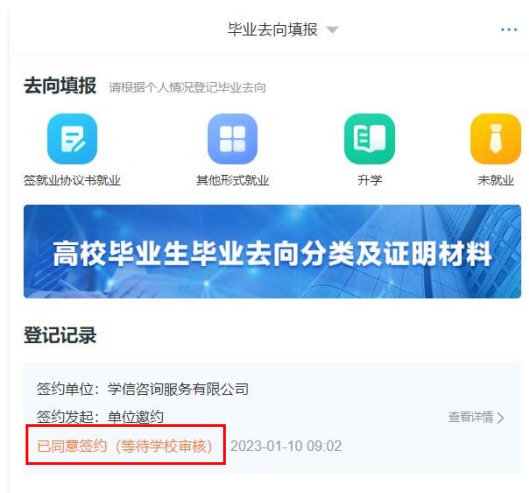 毕业去向填报
去向填报 请根据个人情况登记毕业去向
签就业协议书就业 其他形式就业 升学 未就业
高校毕业生毕业去向分类及证明材料
登记记录
签约单位：学信咨询服务有限公司
签约发起：单位邀约 查看详情
已同意签约（等待学校审核） 2023-01-10 09:02